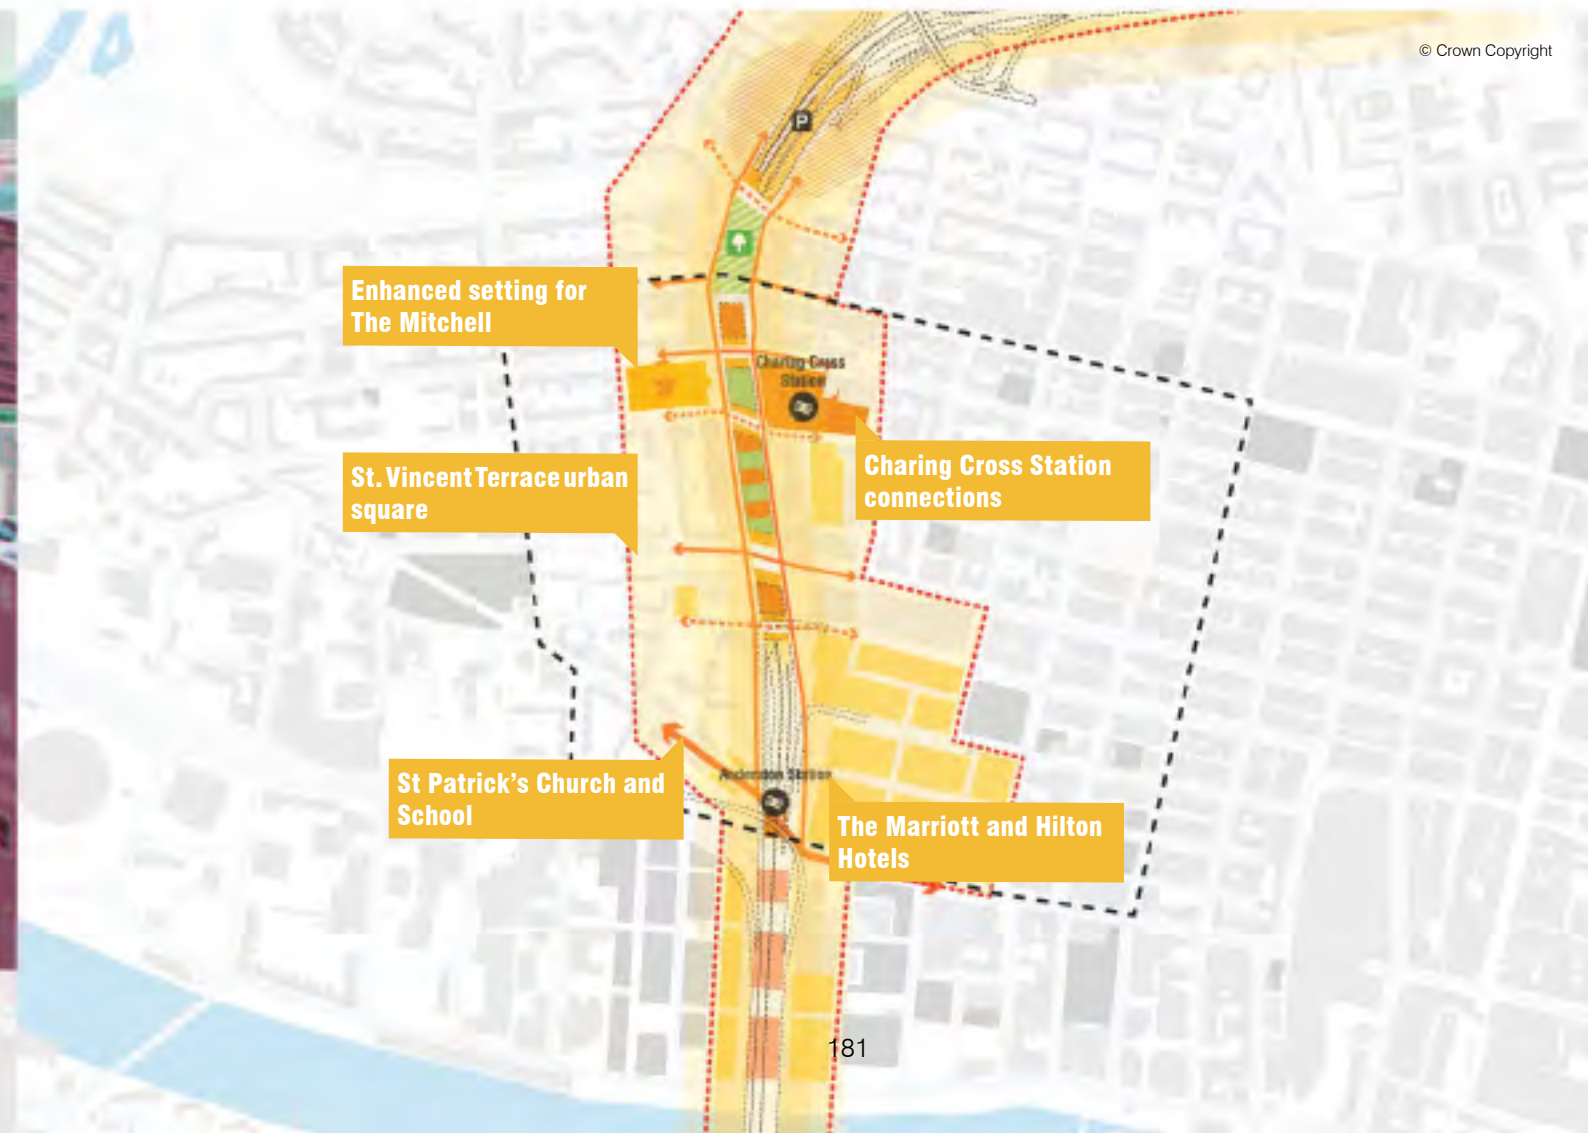 © Crown Copyright
P
Enhanced setting for
The Mitchell
Charing Cross
Station
St. Vincent Terrace urban
square
Charing Cross Station
connections
St Patrick's Church and
School
Anderston Station
The Marriott and Hilton
Hotels
181